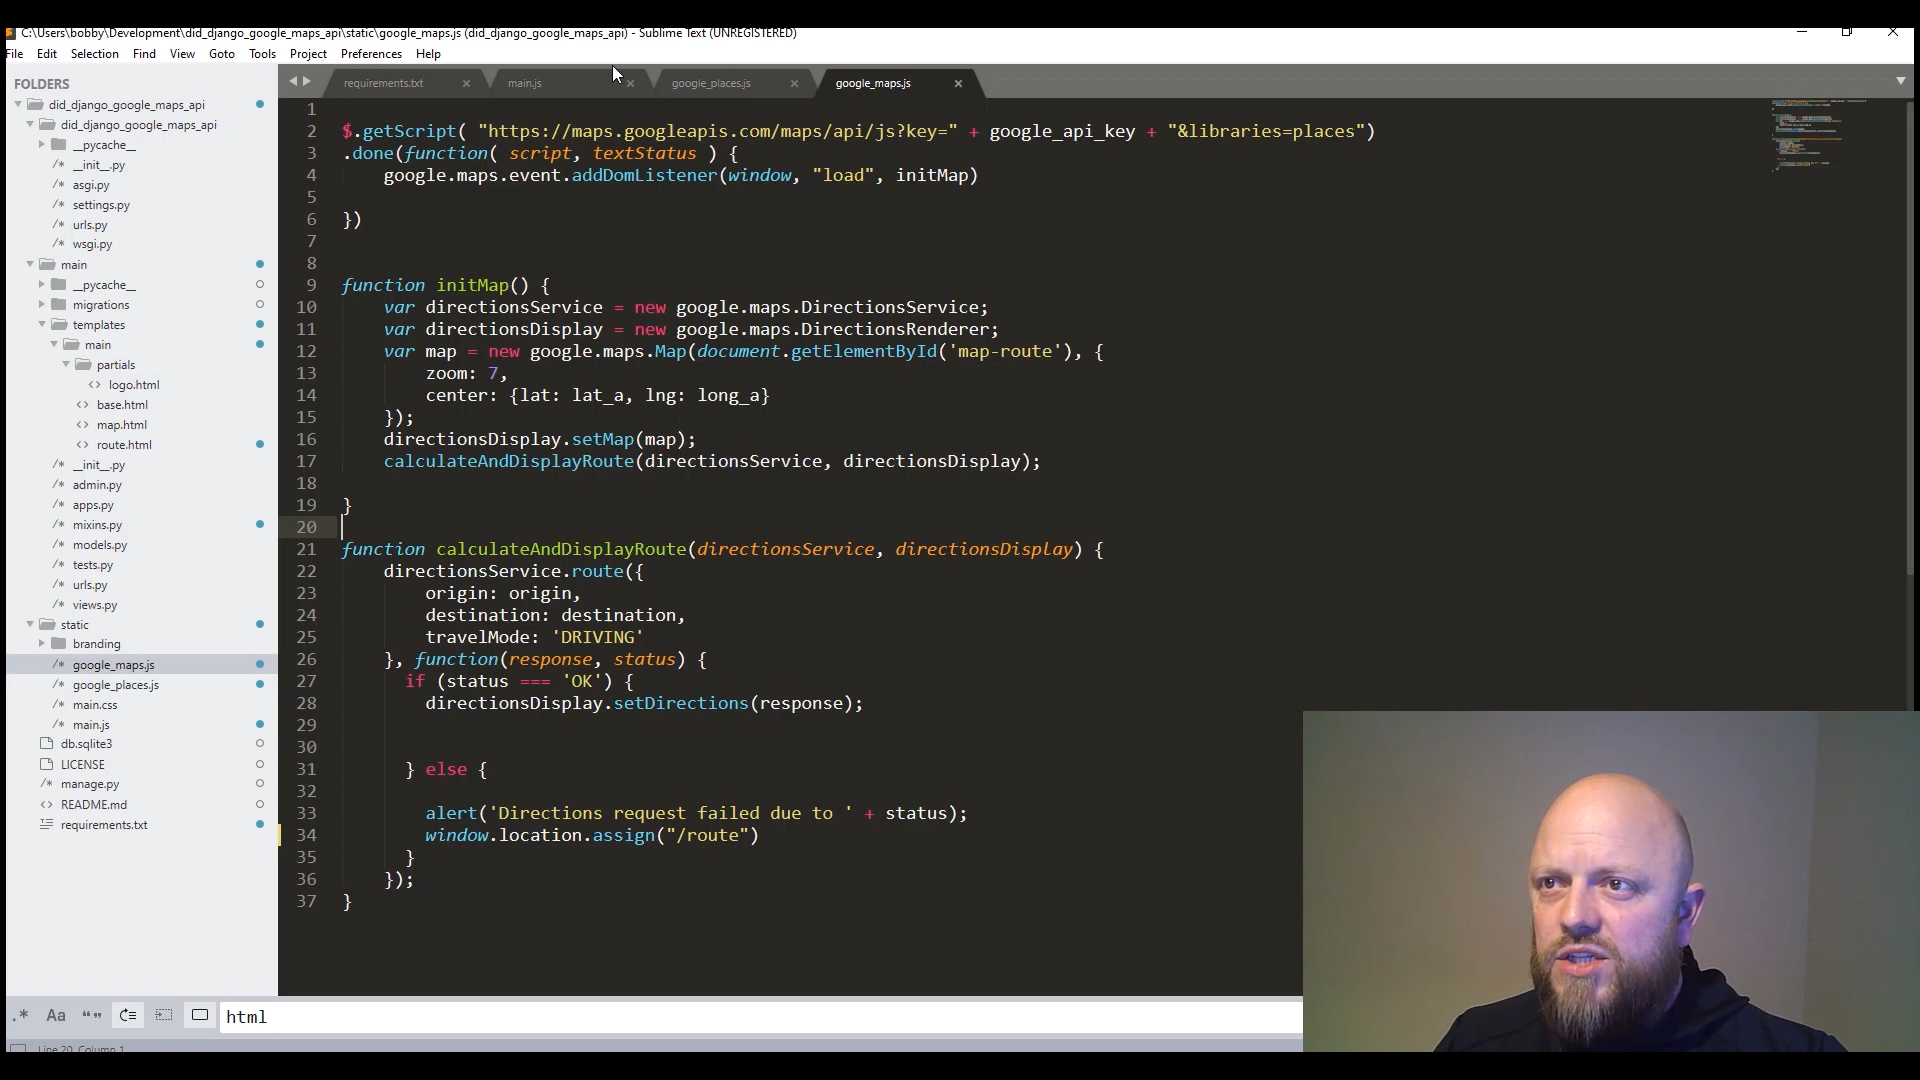 C:\Users\bobby\Development\did_django_google_maps_api\static\google_maps.js (did_django_google_maps_api) - Sublime Text (UNREGISTERED)
File Edit Selection Find View Goto Tools Project Preferences Help
FOLDERS
did_django_google_maps_api
did_django_google_maps_api
__pycache__
/* __init__.py
/* asgi.py
/* settings.py
/* urls.py
/* wsgi.py
main
__pycache__
migrations
templates
main
partials
<> logo.html
<> base.html
<> map.html
<> route.html
/* __init__.py
/* admin.py
/* apps.py
/* mixins.py
/* models.py
/* tests.py
/* urls.py
/* views.py
static
branding
/* google_maps.js
/* google_places.js
/* main.css
/* main.js
db.sqlite3
LICENSE
/* manage.py
<> README.md
requirements.txt
requirements.txt × main.js × google_places.js × google_maps.js ×
1
2 $.getScript( "https://maps.googleapis.com/maps/api/js?key=" + google_api_key + "&libraries=places")
3 .done(function( script, textStatus ) {
4 google.maps.event.addDomListener(window, "load", initMap)
5
6 })
7
8
9 function initMap() {
10 var directionsService = new google.maps.DirectionsService;
11 var directionsDisplay = new google.maps.DirectionsRenderer;
12 var map = new google.maps.Map(document.getElementById('map-route'), {
13 zoom: 7,
14 center: {lat: lat_a, lng: long_a}
15 });
16 directionsDisplay.setMap(map);
17 calculateAndDisplayRoute(directionsService, directionsDisplay);
18
19 }
20
21 function calculateAndDisplayRoute(directionsService, directionsDisplay) {
22 directionsService.route({
23 origin: origin,
24 destination: destination,
25 travelMode: 'DRIVING'
26 }, function(response, status) {
27 if (status === 'OK') {
28 directionsDisplay.setDirections(response);
29
30
31 } else {
32
33 alert('Directions request failed due to ' + status);
34 window.location.assign("/route")
35 }
36 });
37 }
.* Aa “” html
Line 20, Column 1